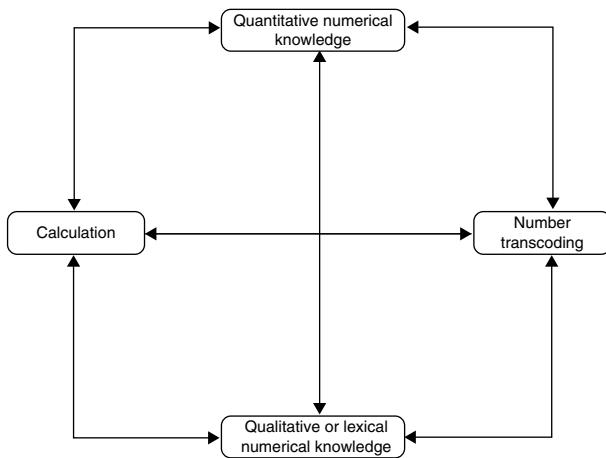 Quantitative numerical
knowledge
Calculation
Number
transcoding
Qualitative or lexical
numerical knowledge